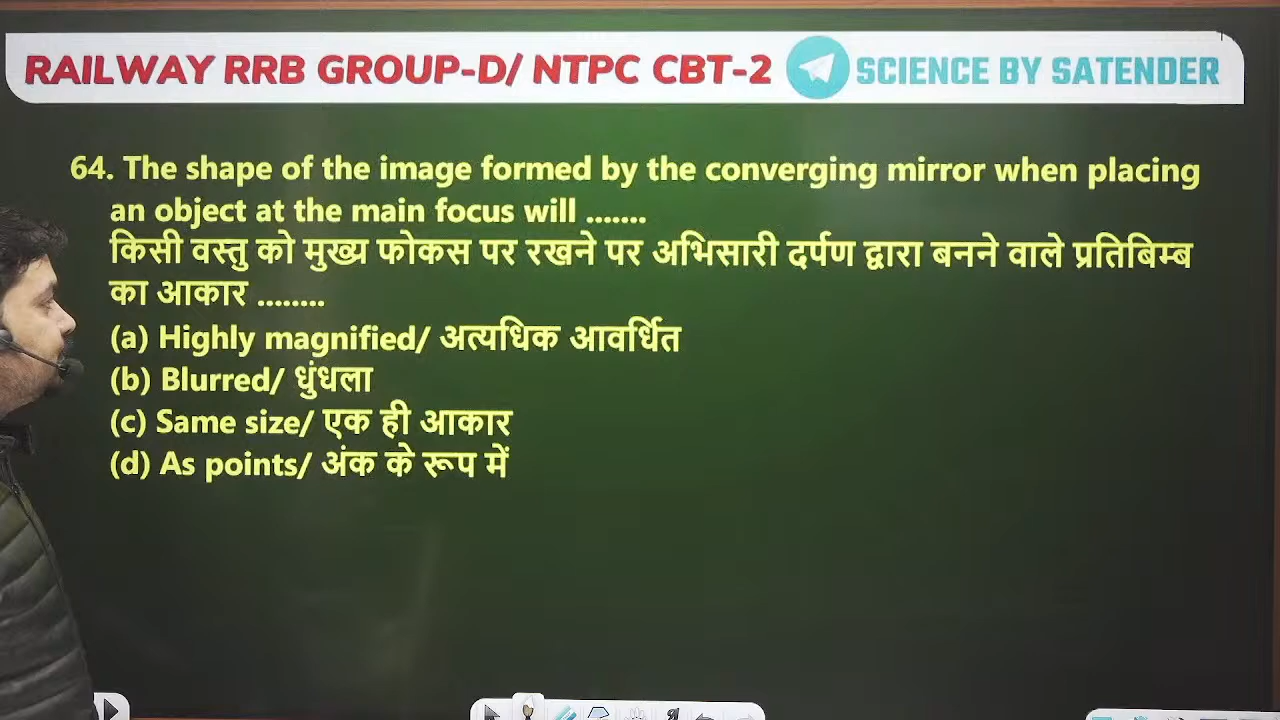 RAILWAY RRB GROUP-D/ NTPC CBT-2 SCIENCE BY SATENDER
64. The shape of the image formed by the converging mirror when placing
an object at the main focus will .......
किसी वस्तु को मुख्य फोकस पर रखने पर अभिसारी दर्पण द्वारा बनने वाले प्रतिबिम्ब
का आकार ........
(a) Highly magnified/ अत्यधिक आवर्धित
(b) Blurred/ धुंधला
(c) Same size/ एक ही आकार
(d) As points/ अंक के रूप में